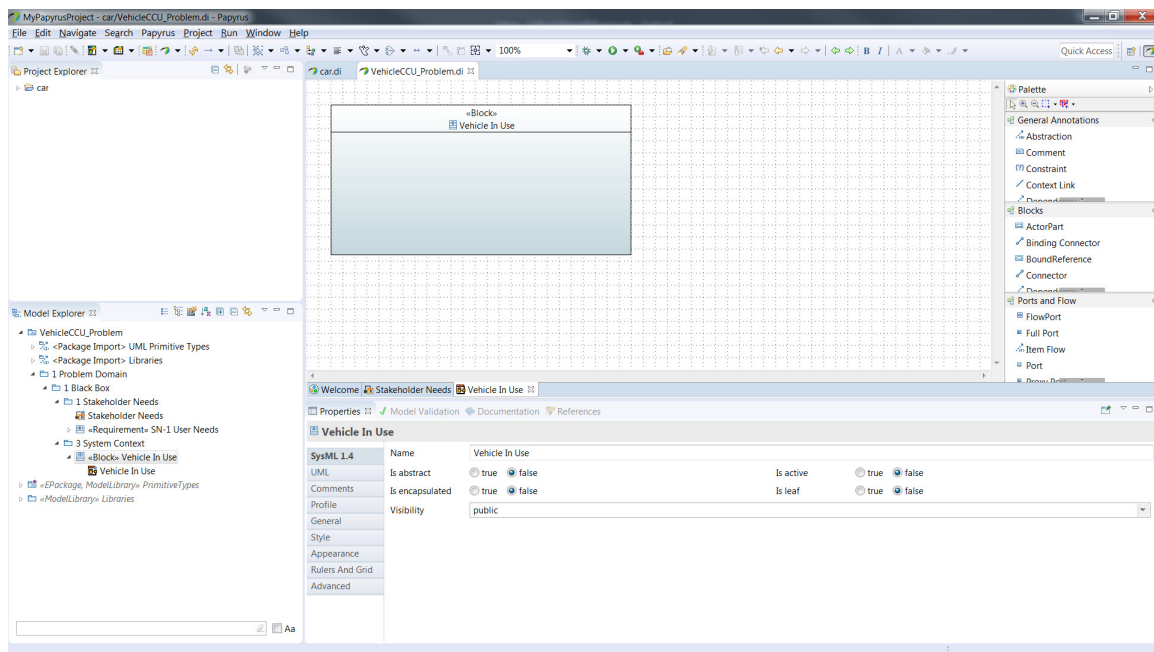 MyPapyrusProject - car/VehicleCCU_Problem.di - Papyrus
File Edit Navigate Search Papyrus Project Run Window Help
100%
B I A
Quick Access
Project Explorer
car
car.di
VehicleCCU_Problem.di
«Block»
Vehicle In Use
Palette
General Annotations
Abstraction
Comment
Constraint
Context Link
Blocks
ActorPart
Binding Connector
BoundReference
Connector
Ports and Flow
FlowPort
Full Port
Item Flow
Port
Model Explorer
VehicleCCU_Problem
<Package Import> UML Primitive Types
<Package Import> Libraries
1 Problem Domain
1 Black Box
1 Stakeholder Needs
Stakeholder Needs
«Requirement» SN-1 User Needs
3 System Context
«Block» Vehicle In Use
Vehicle In Use
«EPackage, ModelLibrary» PrimitiveTypes
«ModelLibrary» Libraries
Aa
Welcome
Stakeholder Needs
Vehicle In Use
Properties
Model Validation
Documentation
References
Vehicle In Use
SysML 1.4
UML
Comments
Profile
General
Style
Appearance
Rulers And Grid
Advanced
Name Vehicle In Use
Is abstract true false Is active true false
Is encapsulated true false Is leaf true false
Visibility public